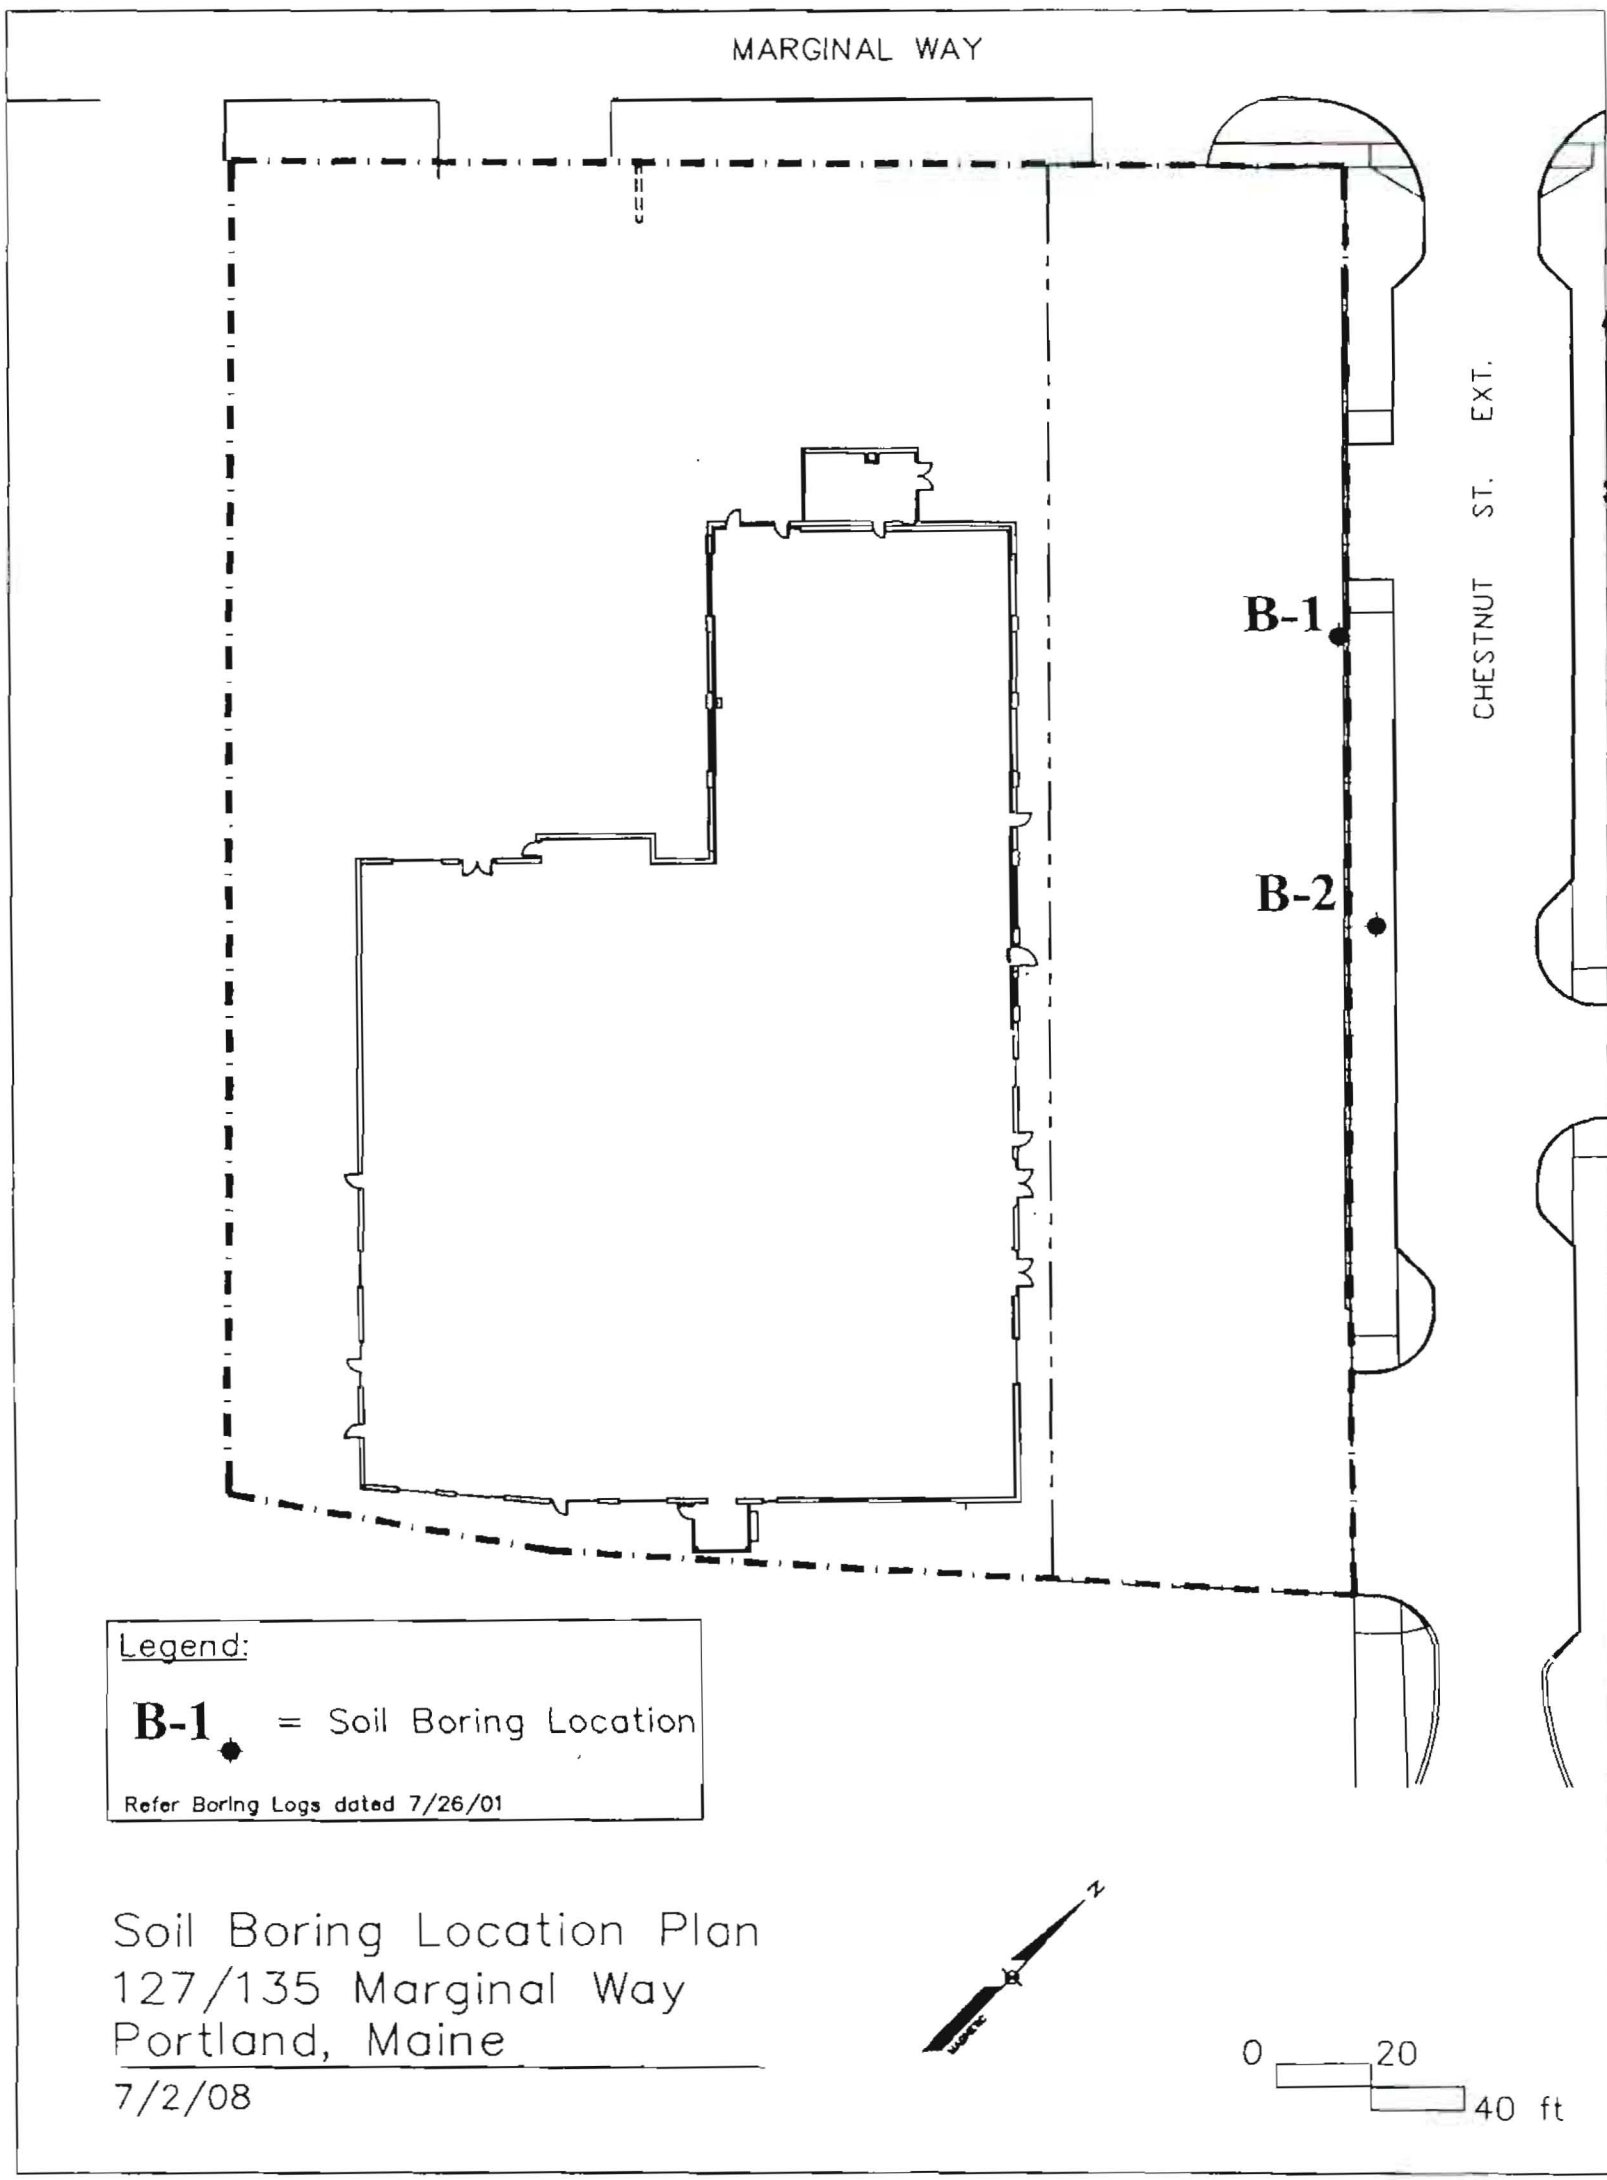 MARGINAL WAY
CHESTNUT ST. EXT.
B-1
B-2
Legend:
B-1 = Soil Boring Location
Refer Boring Logs dated 7/26/01
Soil Boring Location Plan
127/135 Marginal Way
Portland, Maine
7/2/08
N
MAGNETIC
0 20
40 ft